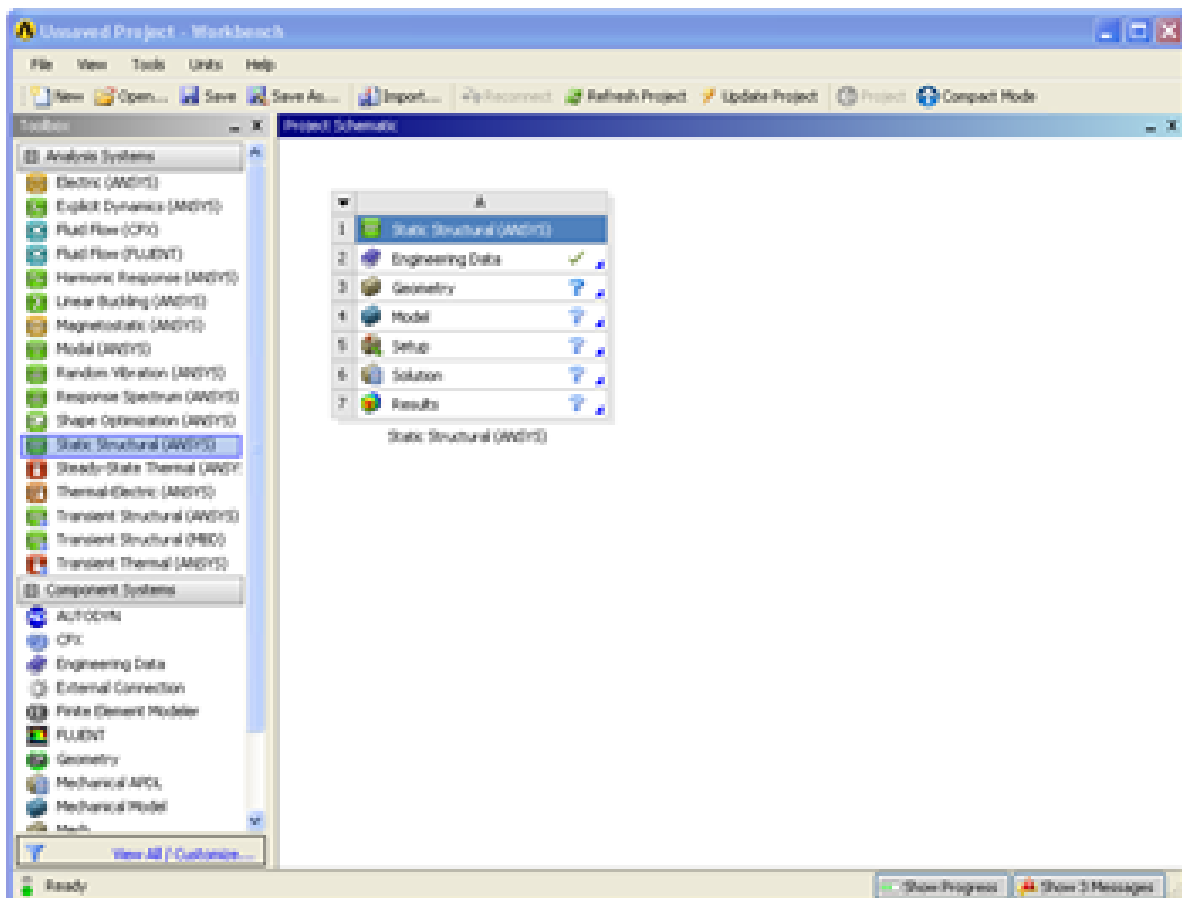 Unsaved Project - Workbench
File View Tools Units Help
New Open... Save Save As... Import... Reconnect Refresh Project Update Project Project Compact Mode
Toolbox
Analysis Systems
Electric (ANSYS)
Explicit Dynamics (ANSYS)
Fluid Flow (CFX)
Fluid Flow (FLUENT)
Harmonic Response (ANSYS)
Linear Buckling (ANSYS)
Magnetostatic (ANSYS)
Modal (ANSYS)
Random Vibration (ANSYS)
Response Spectrum (ANSYS)
Shape Optimization (ANSYS)
Static Structural (ANSYS)
Steady-State Thermal (ANSY
Thermal-Electric (ANSYS)
Transient Structural (ANSYS)
Transient Structural (MBD)
Transient Thermal (ANSYS)
Component Systems
AUTODYN
CFX
Engineering Data
External Connection
Finite Element Modeler
FLUENT
Geometry
Mechanical APDL
Mechanical Model
Mesh
View All / Customize...
Project Schematic
A
1 Static Structural (ANSYS)
2 Engineering Data
3 Geometry ?
4 Model ?
5 Setup ?
6 Solution ?
7 Results ?
Static Structural (ANSYS)
Ready
Show Progress Show 3 Messages